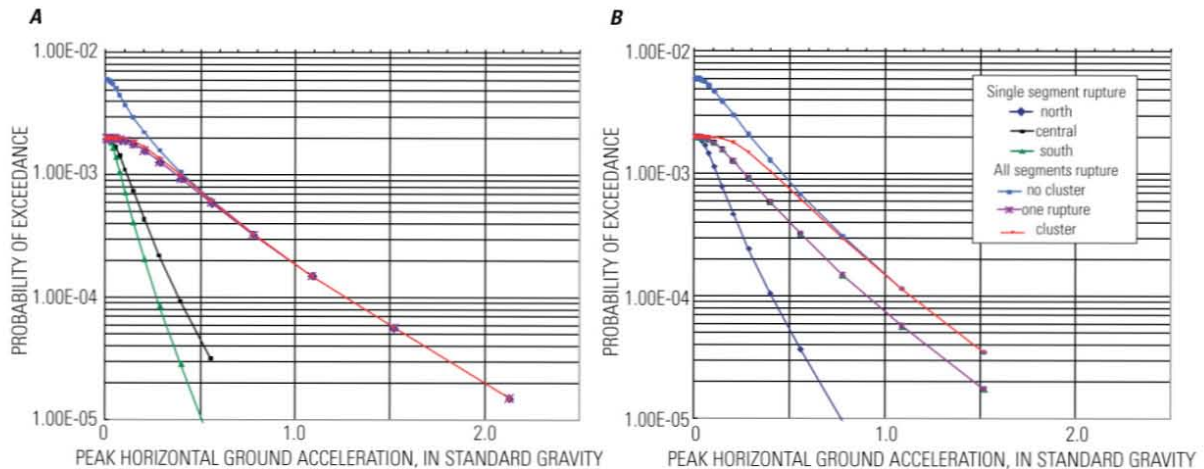 A
1.00E-02
1.00E-03
1.00E-04
1.00E-05
0
1.0
2.0
PROBABILITY OF EXCEEDANCE
PEAK HORIZONTAL GROUND ACCELERATION, IN STANDARD GRAVITY
B
1.00E-02
1.00E-03
1.00E-04
1.00E-05
0
1.0
2.0
PROBABILITY OF EXCEEDANCE
PEAK HORIZONTAL GROUND ACCELERATION, IN STANDARD GRAVITY
Single segment rupture
north
central
south
All segments rupture
no cluster
one rupture
cluster